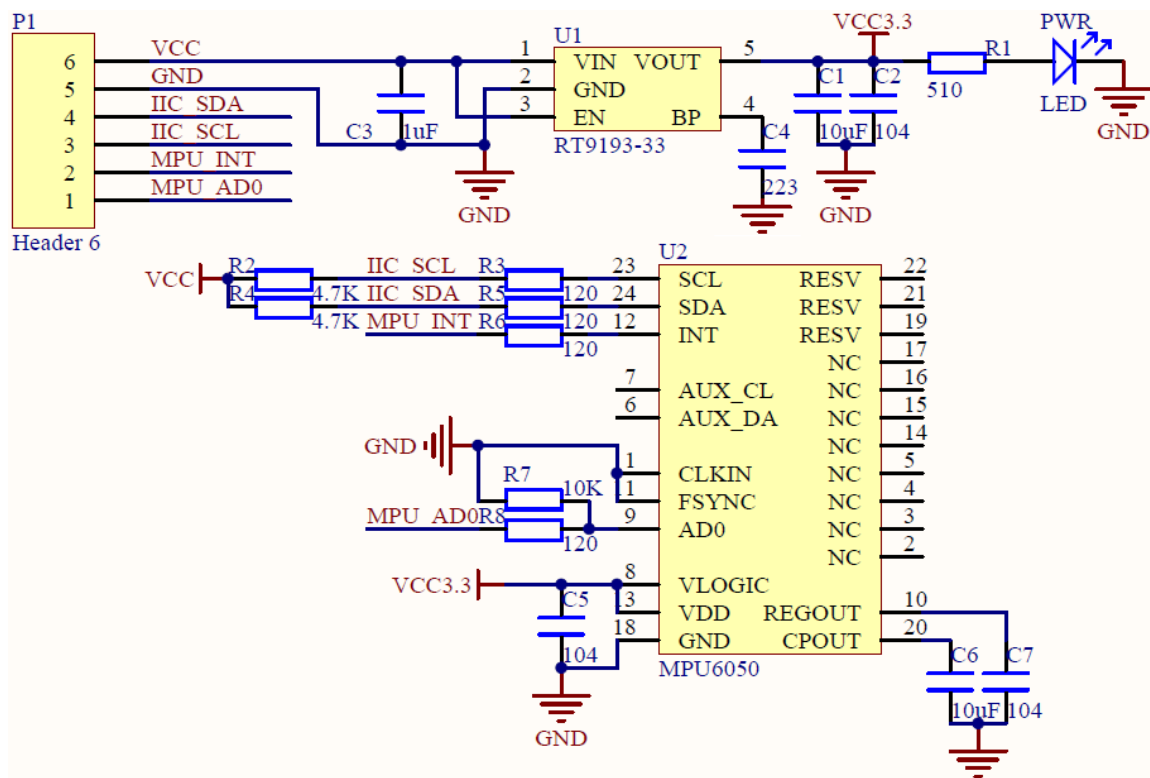 P1
6 VCC
5 GND
4 IIC_SDA
3 IIC_SCL
2 MPU_INT
1 MPU_AD0
Header 6
C3 1uF
U1
1 VIN VOUT 5
2 GND
3 EN BP 4
RT9193-33
GND
C4
223
VCC3.3
C1 C2
10uF 104
GND
R1
510
PWR
LED
GND
U2
VCC
R2 IIC_SCL R3 23 SCL RESV 22
R4 4.7K IIC_SDA R5 120 24 SDA RESV 21
4.7K MPU_INT R6 120 12 INT RESV 19
120
NC 17
7 AUX_CL NC 16
6 AUX_DA NC 15
NC 14
GND
R7 1 CLKIN NC 5
10K 11 FSYNC NC 4
MPU_AD0 R8 9 AD0 NC 3
120
NC 2
VCC3.3 8 VLOGIC
C5 13 VDD REGOUT 10
18 GND CPOUT 20
104
MPU6050
GND
C6 C7
10uF 104
GND